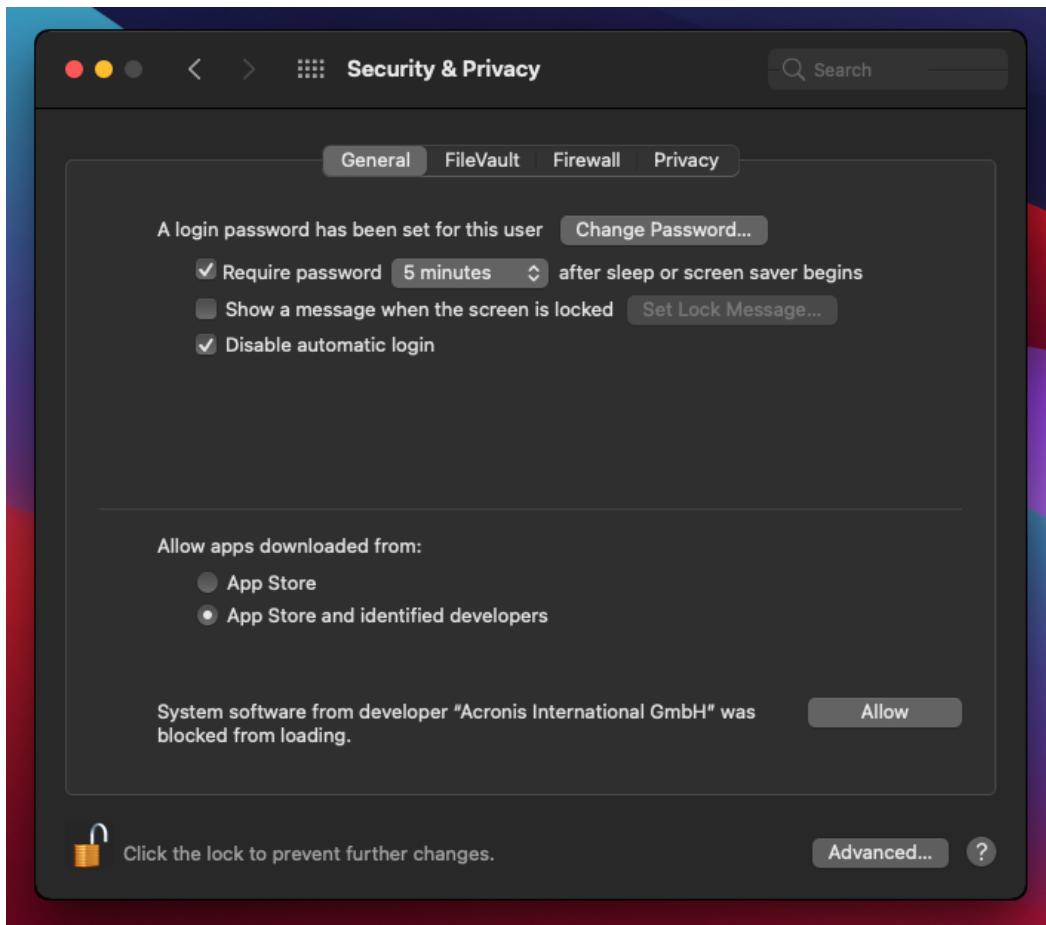 Security & Privacy
Search
General FileVault Firewall Privacy
A login password has been set for this user Change Password...
Require password 5 minutes after sleep or screen saver begins
Show a message when the screen is locked Set Lock Message...
Disable automatic login
Allow apps downloaded from:
App Store
App Store and identified developers
System software from developer “Acronis International GmbH” was Allow
blocked from loading.
Click the lock to prevent further changes. Advanced... ?